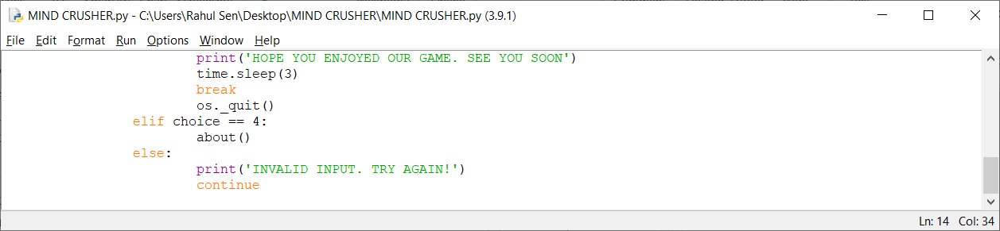 MIND CRUSHER.py - C:\Users\Rahul Sen\Desktop\MIND CRUSHER\MIND CRUSHER.py (3.9.1)
File Edit Format Run Options Window Help
print('HOPE YOU ENJOYED OUR GAME. SEE YOU SOON')
time.sleep(3)
break
os._quit()
elif choice == 4:
about()
else:
print('INVALID INPUT. TRY AGAIN!')
continue
Ln: 14 Col: 34